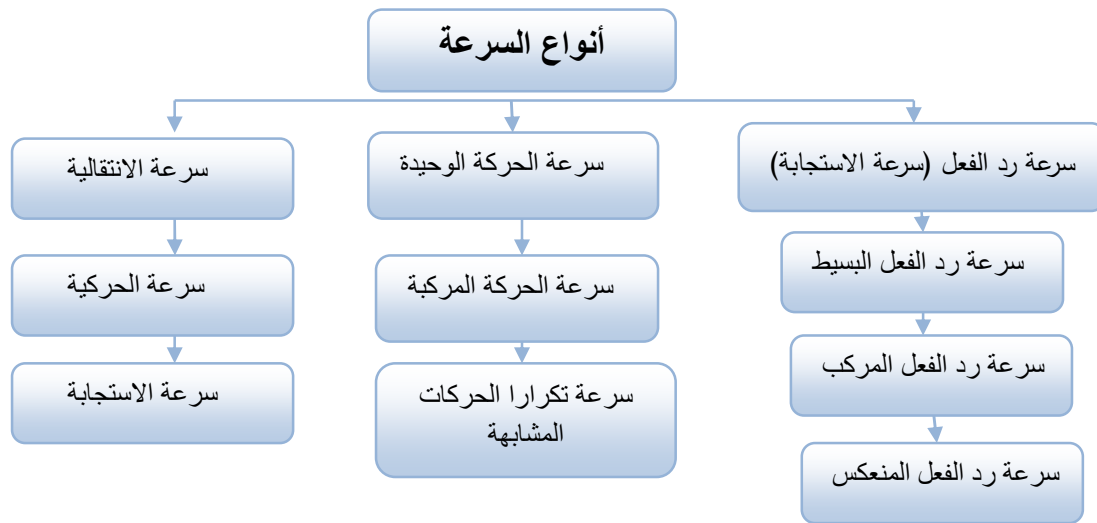 أنواع السرعة
سرعة رد الفعل (سرعة الاستجابة)
سرعة رد الفعل البسيط
سرعة رد الفعل المركب
سرعة رد الفعل المنعكس
سرعة الحركة الوحيدة
سرعة الحركة المركبة
سرعة تكرارا الحركات
المشابهة
سرعة الانتقالية
سرعة الحركية
سرعة الاستجابة